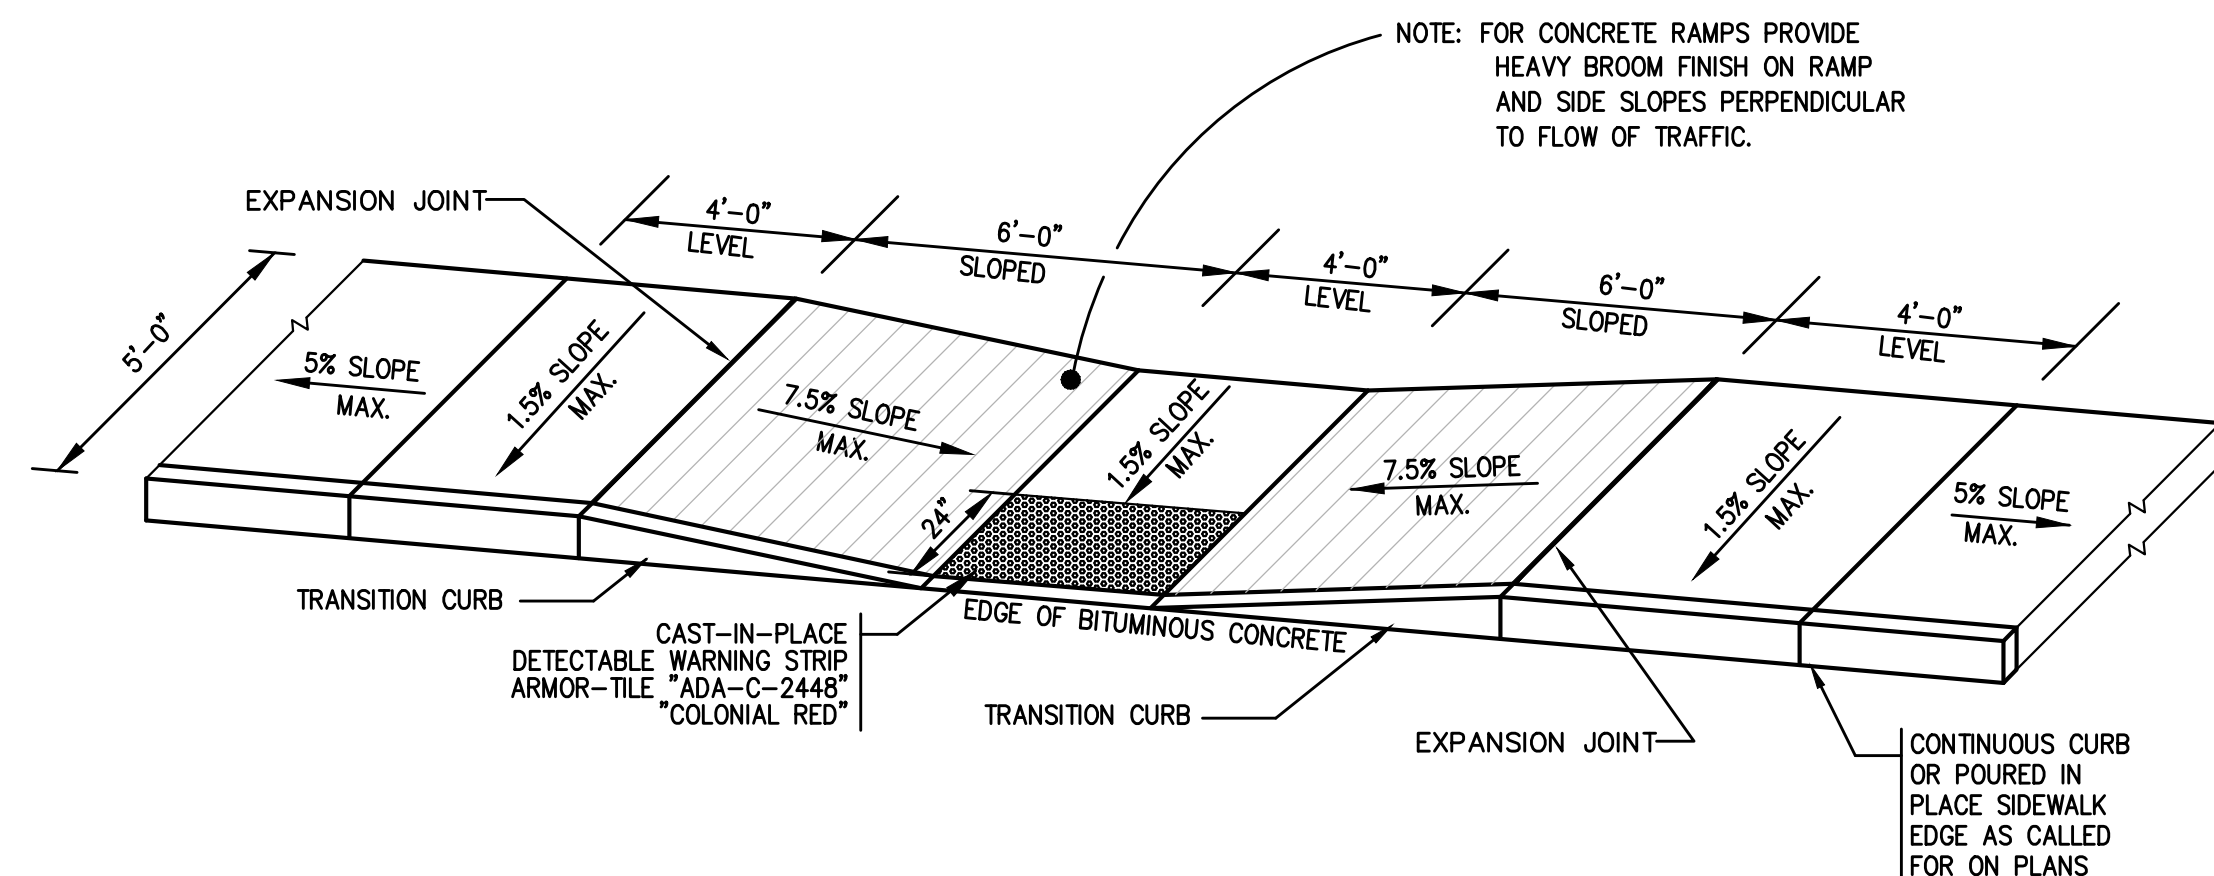 NOTE: FOR CONCRETE RAMPS PROVIDE
HEAVY BROOM FINISH ON RAMP
AND SIDE SLOPES PERPENDICULAR
TO FLOW OF TRAFFIC.
EXPANSION JOINT
4'-0"
LEVEL
6'-0"
SLOPED
4'-0"
LEVEL
6'-0"
SLOPED
4'-0"
LEVEL
5'-0"
5% SLOPE
MAX.
1.5% SLOPE
MAX.
7.5% SLOPE
MAX.
1.5% SLOPE
MAX.
7.5% SLOPE
MAX.
1.5% SLOPE
MAX.
5% SLOPE
MAX.
24"
TRANSITION CURB
EDGE OF BITUMINOUS CONCRETE
CAST-IN-PLACE
DETECTABLE WARNING STRIP
ARMOR-TILE "ADA-C-2448"
"COLONIAL RED"
TRANSITION CURB
EXPANSION JOINT
CONTINUOUS CURB
OR POURED IN
PLACE SIDEWALK
EDGE AS CALLED
FOR ON PLANS